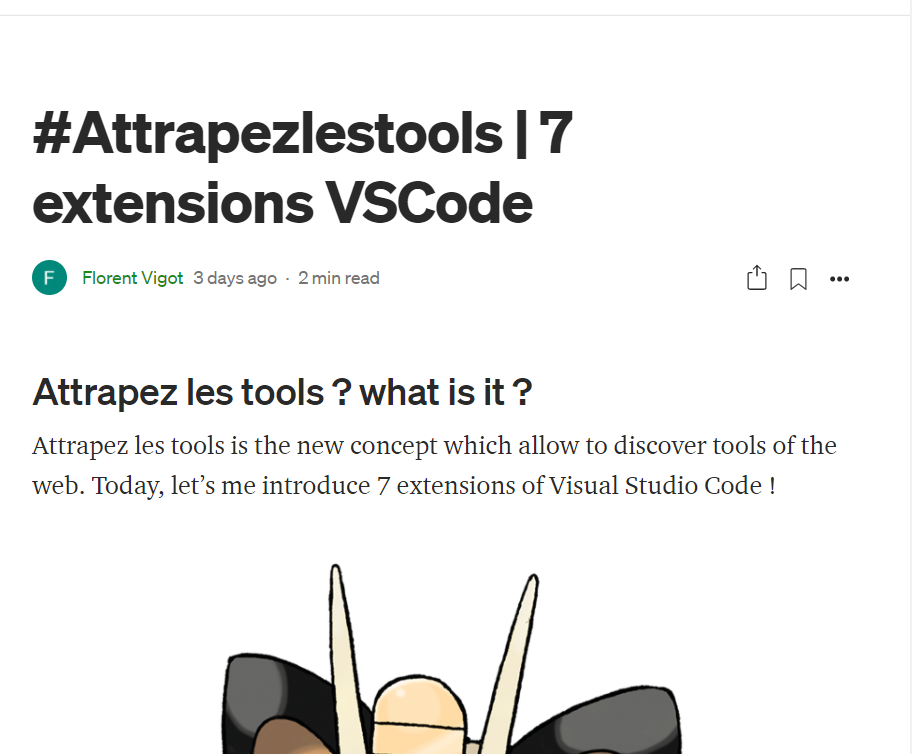 #Attrapezlestools | 7
extensions VSCode
F Florent Vigot 3 days ago · 2 min read
Attrapez les tools ? what is it ?
Attrapez les tools is the new concept which allow to discover tools of the
web. Today, let’s me introduce 7 extensions of Visual Studio Code !